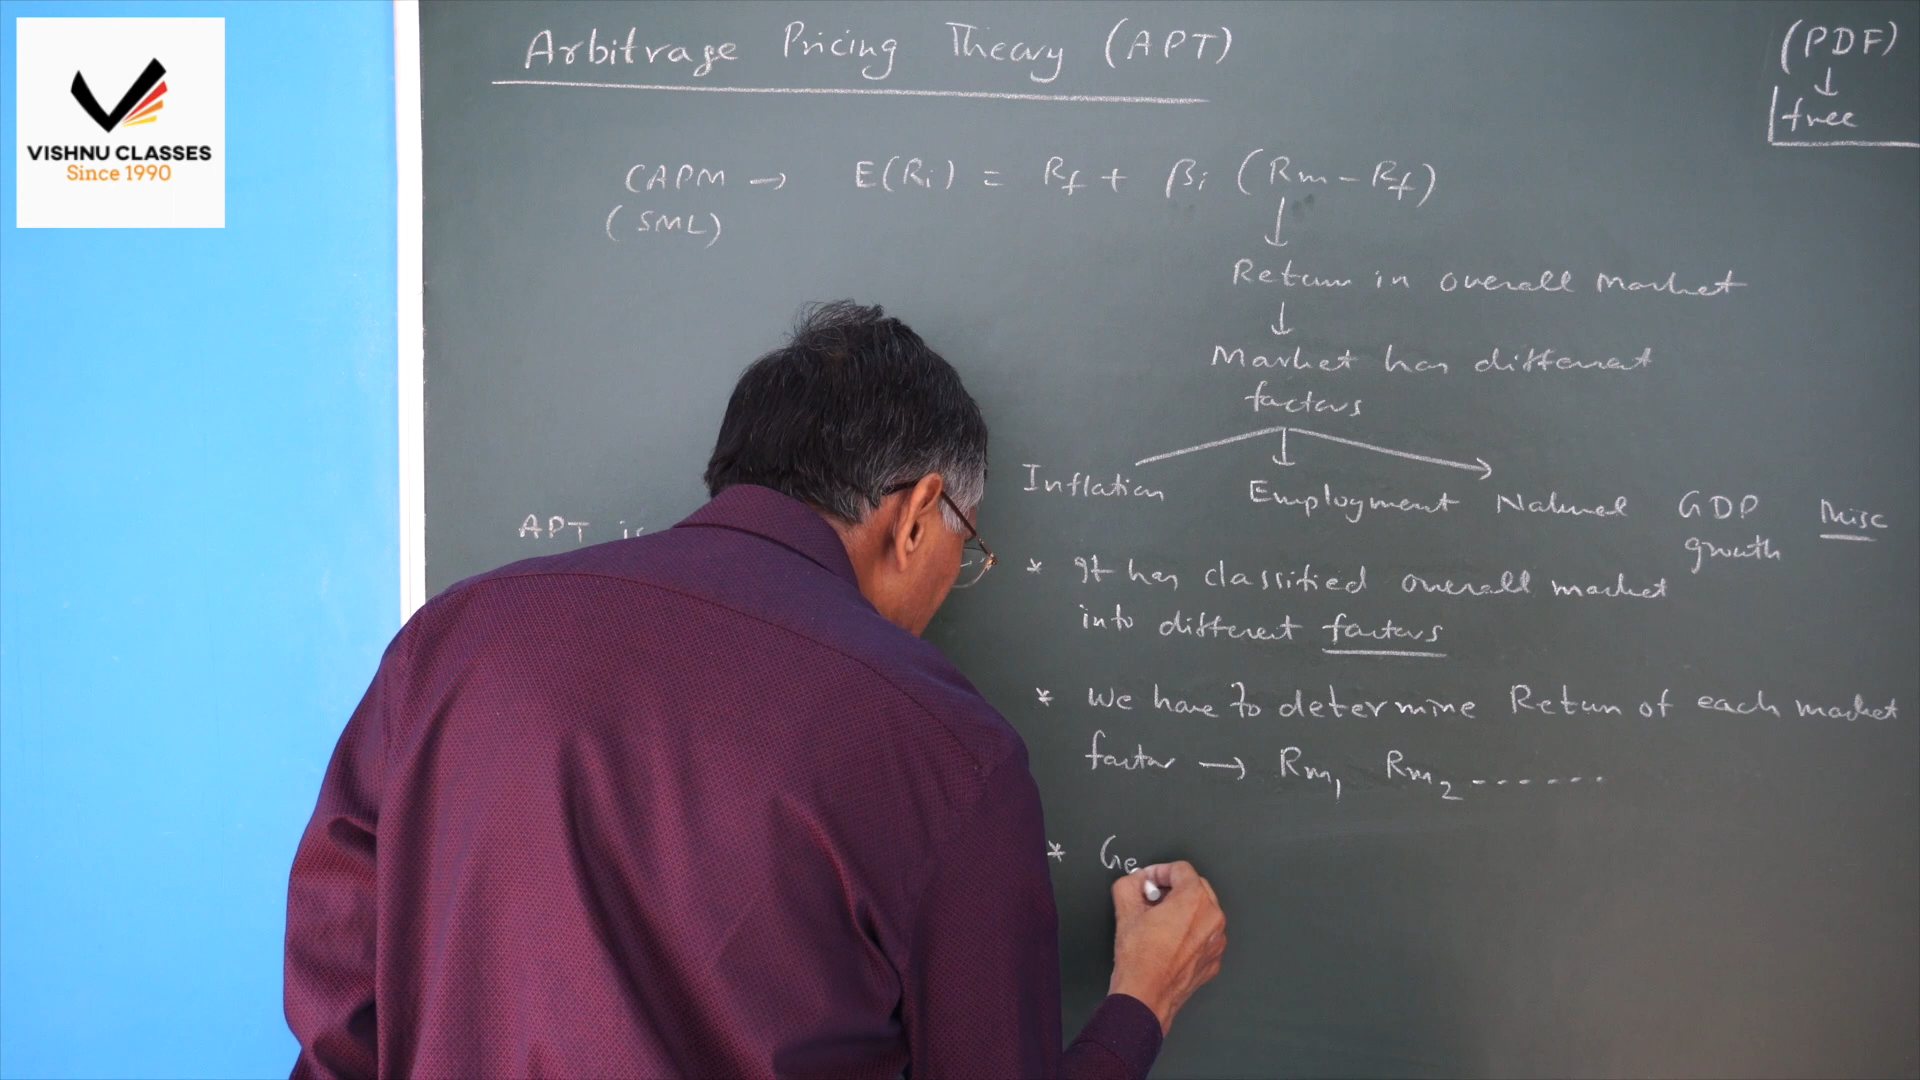 VISHNU CLASSES
Since 1990
Arbitrage Pricing Theory (APT)
(PDF)
↓
free
CAPM → E(Ri) = Rf + βi (Rm - Rf)
(SML)
↓
Return in overall market
↓
Market has different
factors
Inflation Employment Natural GDP Misc
growth
APT is
* It has classified overall market
into different factors
* We have to determine Return of each market
factor → Rm1 Rm2 ------
* Ge